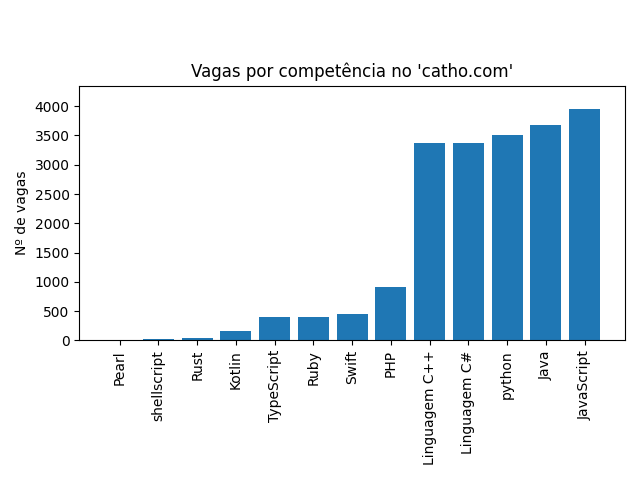 Vagas por competência no 'catho.com'
Nº de vagas
4000
3500
3000
2500
2000
1500
1000
500
0
Pearl
shellscript
Rust
Kotlin
TypeScript
Ruby
Swift
PHP
Linguagem C++
Linguagem C#
python
Java
JavaScript